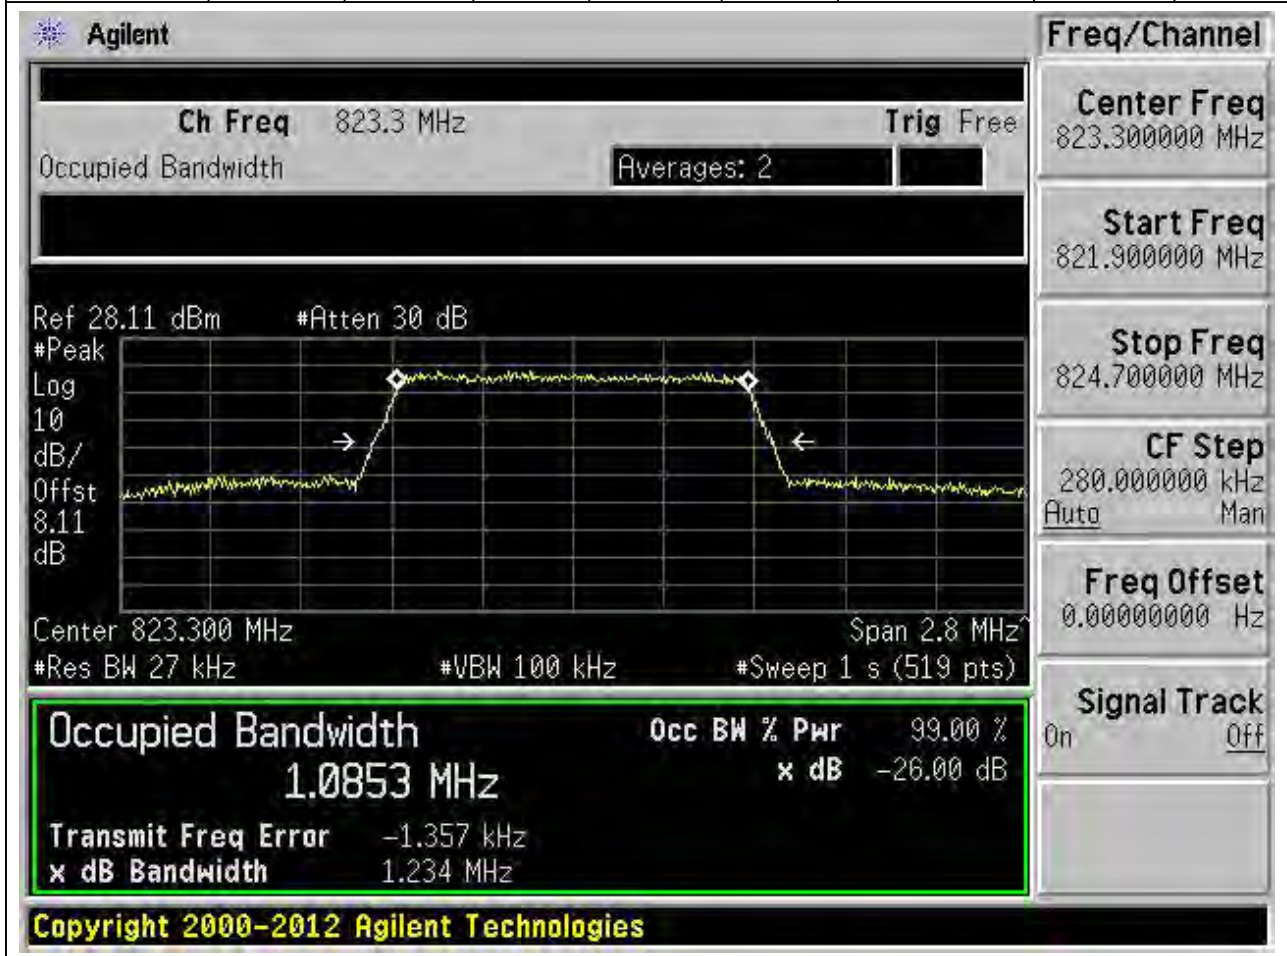 Agilent
Freq/Channel
Ch Freq 823.3 MHz Trig Free
Occupied Bandwidth Averages: 2
Center Freq
823.300000 MHz
Start Freq
821.900000 MHz
Stop Freq
824.700000 MHz
CF Step
280.000000 kHz
Auto Man
Freq Offset
0.00000000 Hz
Signal Track
On Off
Ref 28.11 dBm #Atten 30 dB
#Peak
Log
10
dB/
Offst
8.11
dB
Center 823.300 MHz Span 2.8 MHz^
#Res BW 27 kHz #VBW 100 kHz #Sweep 1 s (519 pts)
Occupied Bandwidth Occ BW % Pwr 99.00 %
1.0853 MHz x dB -26.00 dB
Transmit Freq Error -1.357 kHz
x dB Bandwidth 1.234 MHz
Copyright 2000-2012 Agilent Technologies